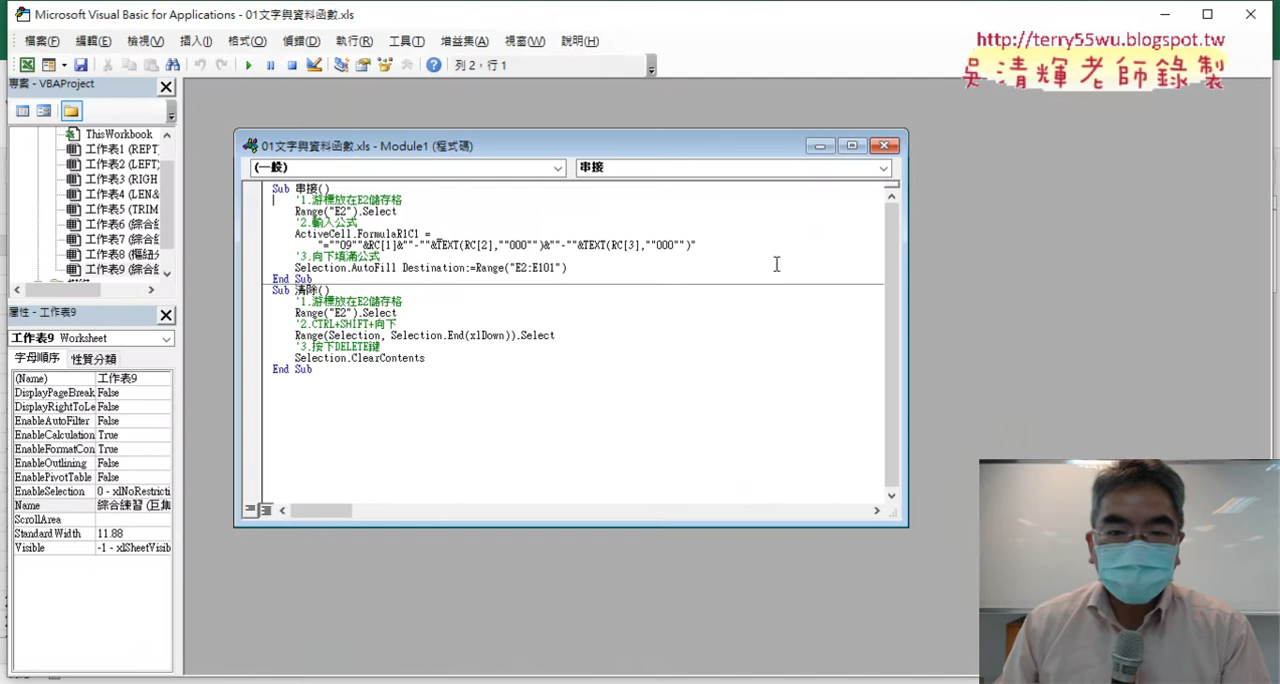 Microsoft Visual Basic for Applications - 01文字與資料函數.xls
http://terry55wu.blogspot.tw
吳清輝老師錄製
檔案(F) 編輯(E) 檢視(V) 插入(I) 格式(O) 偵錯(D) 執行(R) 工具(T) 增益集(A) 視窗(W) 說明(H)
列 2，行 1
專案 - VBAProject
ThisWorkbook
工作表1 (REPT
工作表2 (LEFT)
工作表3 (RIGH
工作表4 (LEN&
工作表5 (TRIM
工作表6 (綜合
工作表7 (綜合
工作表8 (樞紐分
工作表9 (綜合
屬性 - 工作表9
工作表9 Worksheet
字母順序 性質分類
(Name) 工作表9
DisplayPageBreak False
DisplayRightToLe False
EnableAutoFilter False
EnableCalculation True
EnableFormatCon True
EnableOutlining False
EnablePivotTable False
EnableSelection 0 - xlNoRestricti
Name 綜合練習 (巨集
ScrollArea
Standard Width 11.88
Visible -1 - xlSheetVisib
01文字與資料函數.xls - Module1 (程式碼)
(一般) 串接
Sub 串接()
'1.游標放在E2儲存格
Range("E2").Select
'2.輸入公式
ActiveCell.FormulaR1C1 = _
"=""09""&RC[1]&""-""&TEXT(RC[2],""000"")&""-""&TEXT(RC[3],""000"")"
'3.向下填滿公式
Selection.AutoFill Destination:=Range("E2:E101")
End Sub
Sub 清除()
'1.游標放在E2儲存格
Range("E2").Select
'2.CTRL+SHIFT+向下
Range(Selection, Selection.End(xlDown)).Select
'3.按下DELETE鍵
Selection.ClearContents
End Sub